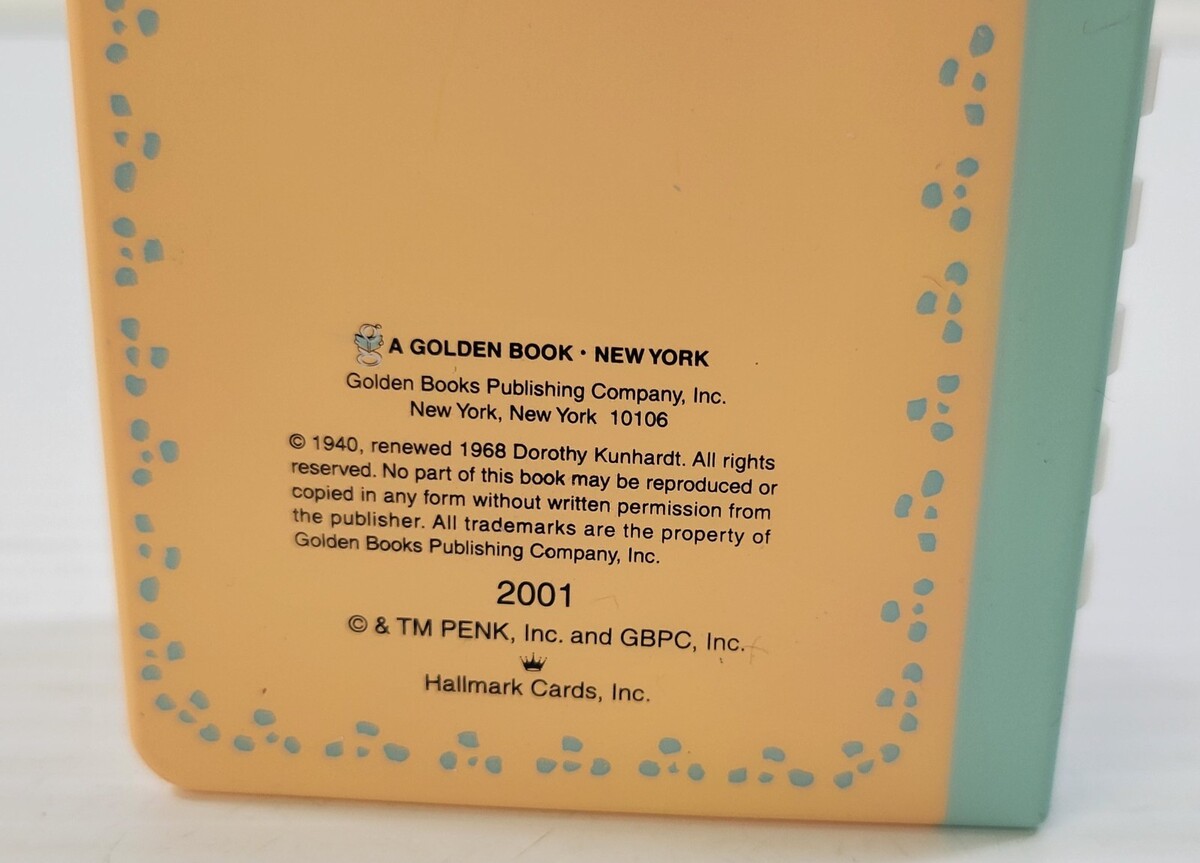 A GOLDEN BOOK • NEW YORK
Golden Books Publishing Company, Inc.
New York, New York 10106
© 1940, renewed 1968 Dorothy Kunhardt. All rights
reserved. No part of this book may be reproduced or
copied in any form without written permission from
the publisher. All trademarks are the property of
Golden Books Publishing Company, Inc.
2001
© & TM PENK, Inc. and GBPC, Inc.
Hallmark Cards, Inc.